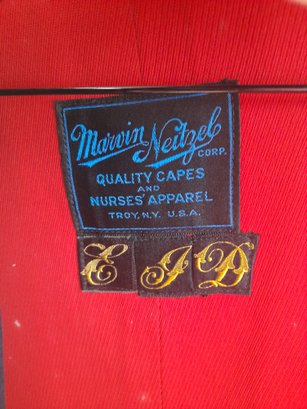 Marvin Neitzel
CORP.
QUALITY CAPES
AND
NURSES' APPAREL
TROY, N.Y. U.S.A.
E J D